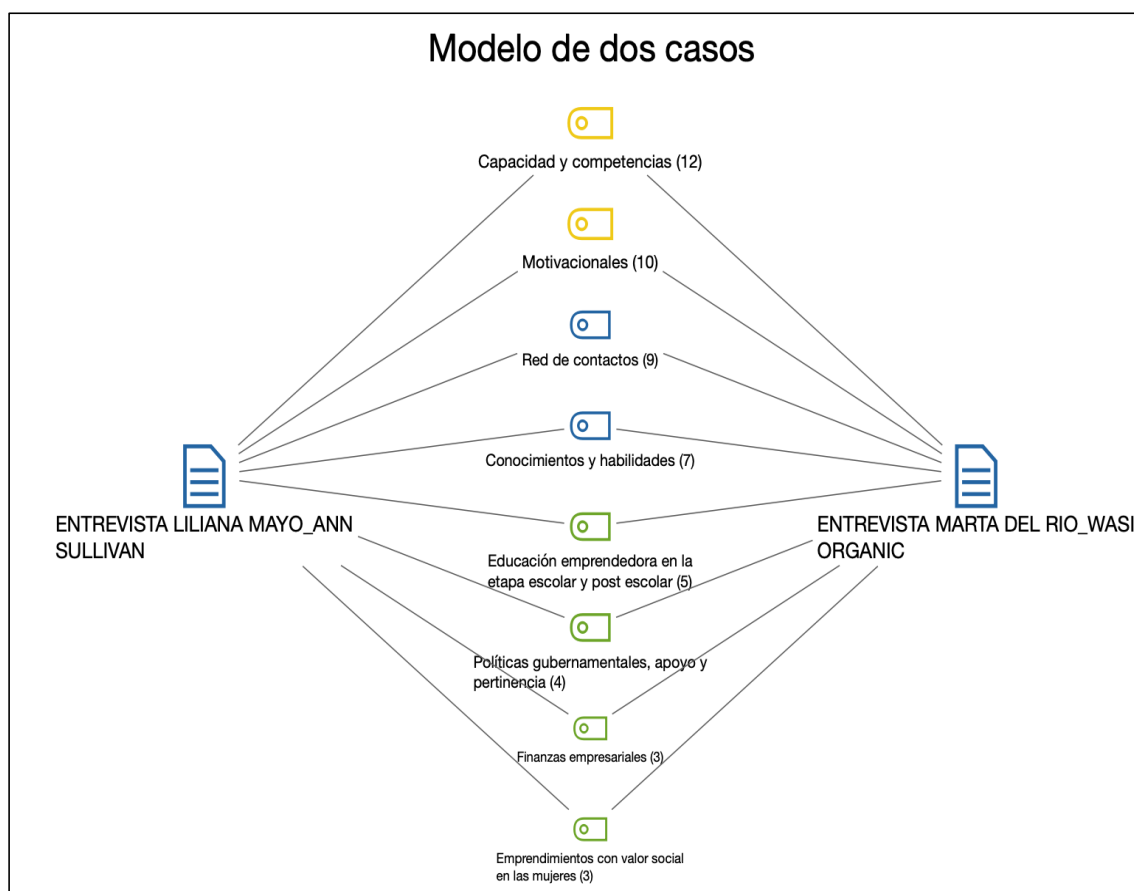 Modelo de dos casos
Capacidad y competencias (12)
Motivacionales (10)
Red de contactos (9)
Conocimientos y habilidades (7)
ENTREVISTA LILIANA MAYO_ANN
SULLIVAN
ENTREVISTA MARTA DEL RIO_WASI
ORGANIC
Educación emprendedora en la
etapa escolar y post escolar (5)
Políticas gubernamentales, apoyo y
pertinencia (4)
Finanzas empresariales (3)
Emprendimientos con valor social
en las mujeres (3)